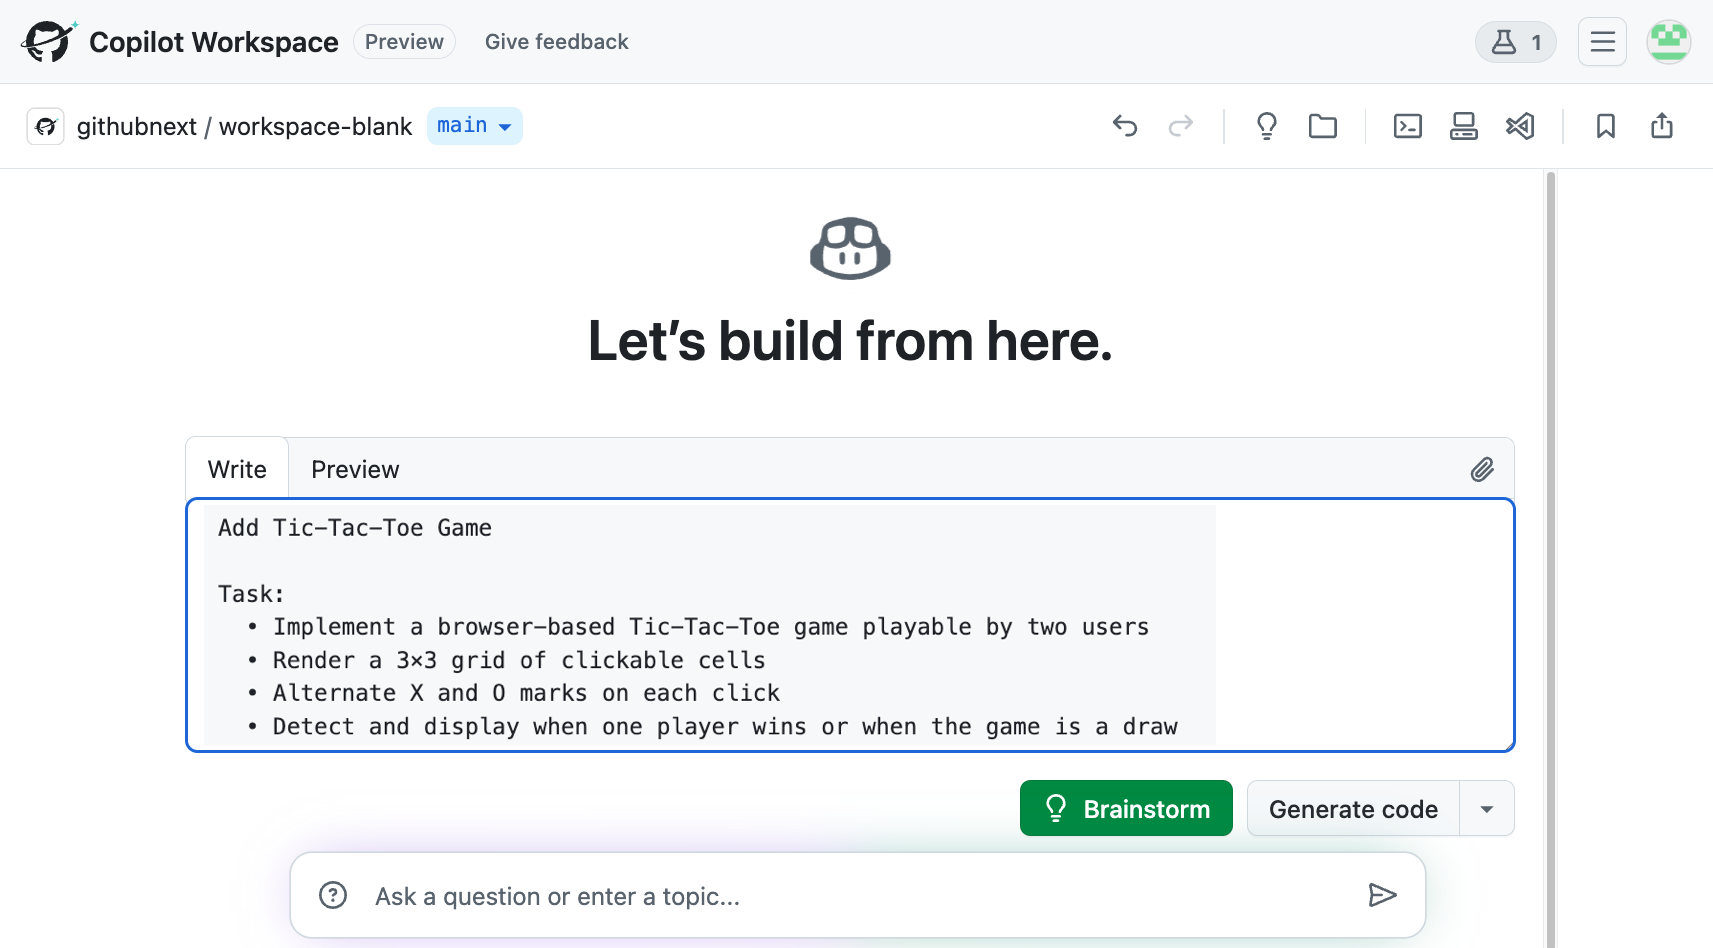 Copilot Workspace Preview Give feedback 1
githubnext / workspace-blank main
Let’s build from here.
Write Preview
Add Tic-Tac-Toe Game
Task:
• Implement a browser-based Tic-Tac-Toe game playable by two users
• Render a 3×3 grid of clickable cells
• Alternate X and O marks on each click
• Detect and display when one player wins or when the game is a draw
Brainstorm Generate code
Ask a question or enter a topic...